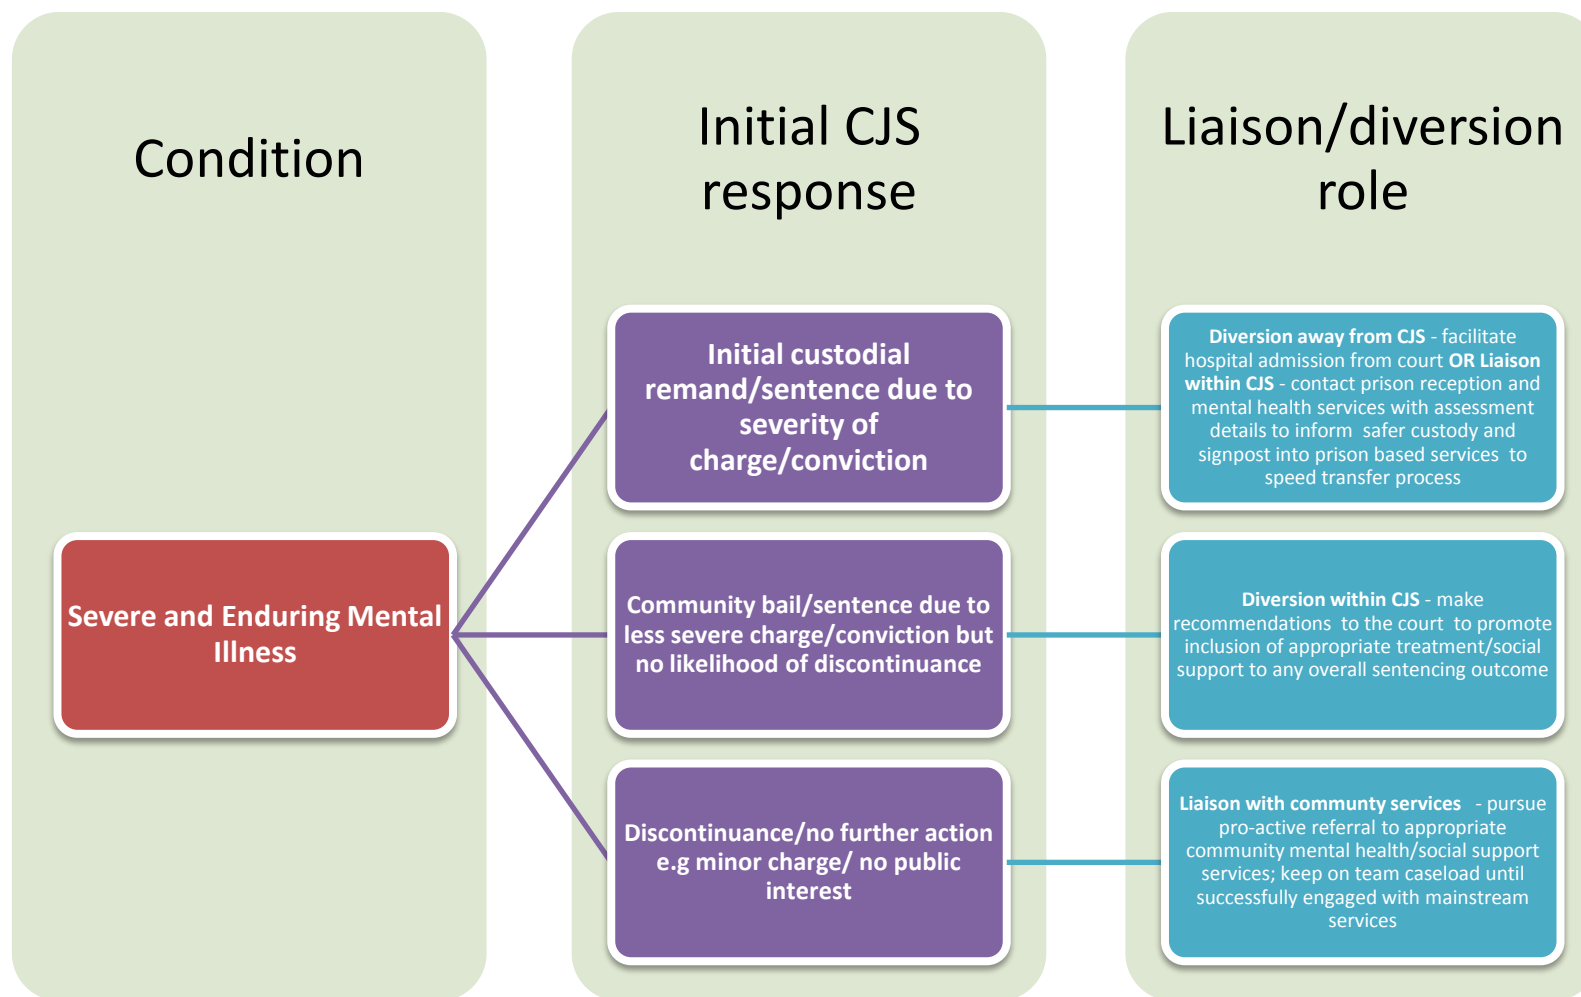 Condition
Initial CJS
response
Liaison/diversion
role
Severe and Enduring Mental
Illness
Initial custodial
remand/sentence due to
severity of
charge/conviction
Diversion away from CJS - facilitate
hospital admission from court OR Liaison
within CJS - contact prison reception and
mental health services with assessment
details to inform safer custody and
signpost into prison based services to
speed transfer process
Community bail/sentence due to
less severe charge/conviction but
no likelihood of discontinuance
Diversion within CJS - make
recommendations to the court to promote
inclusion of appropriate treatment/social
support to any overall sentencing outcome
Discontinuance/no further action
e.g minor charge/ no public
interest
Liaison with communty services - pursue
pro-active referral to appropriate
community mental health/social support
services; keep on team caseload until
successfully engaged with mainstream
services